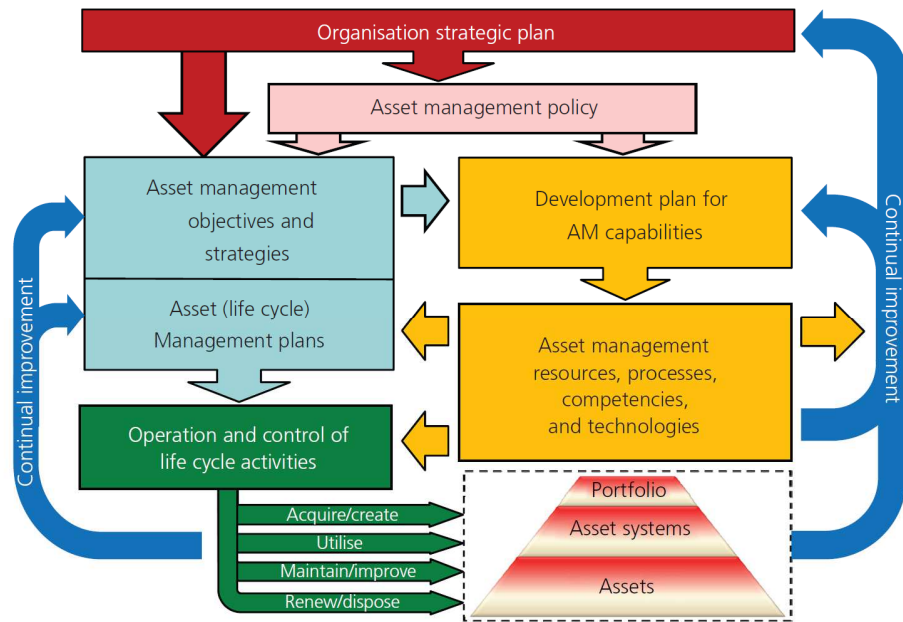 Organisation strategic plan
Asset management policy
Asset management
objectives and
strategies
Development plan for
AM capabilities
Asset (life cycle)
Management plans
Asset management
resources, processes,
competencies,
and technologies
Operation and control of
life cycle activities
Continual improvement
Continual improvement
Acquire/create
Utilise
Maintain/improve
Renew/dispose
Portfolio
Asset systems
Assets